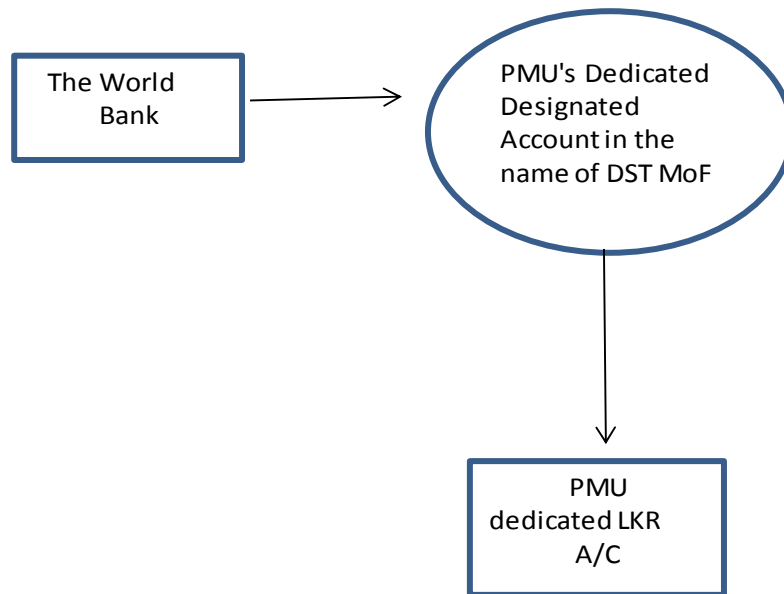 The World
Bank
PMU's Dedicated
Designated
Account in the
name of DST MoF
PMU
dedicated LKR
A/C